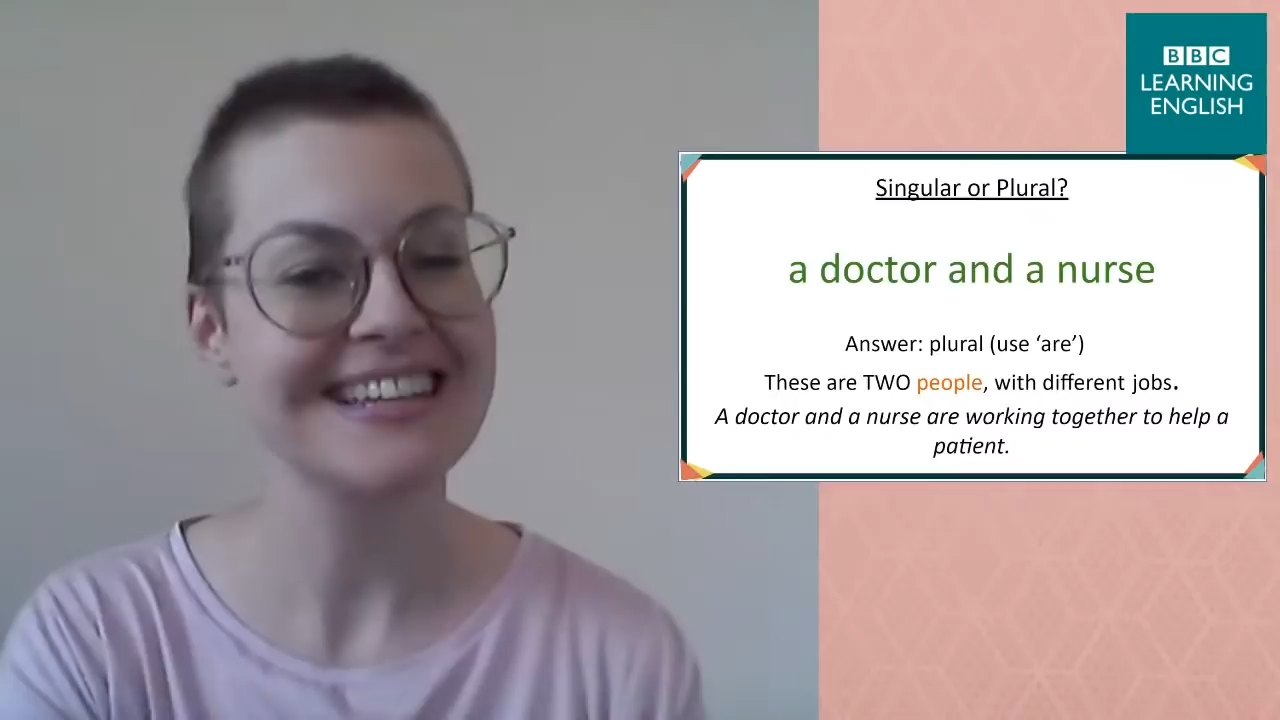 BBC
LEARNING
ENGLISH
Singular or Plural?
a doctor and a nurse
Answer: plural (use ‘are’)
These are TWO people, with different jobs.
A doctor and a nurse are working together to help a
patient.